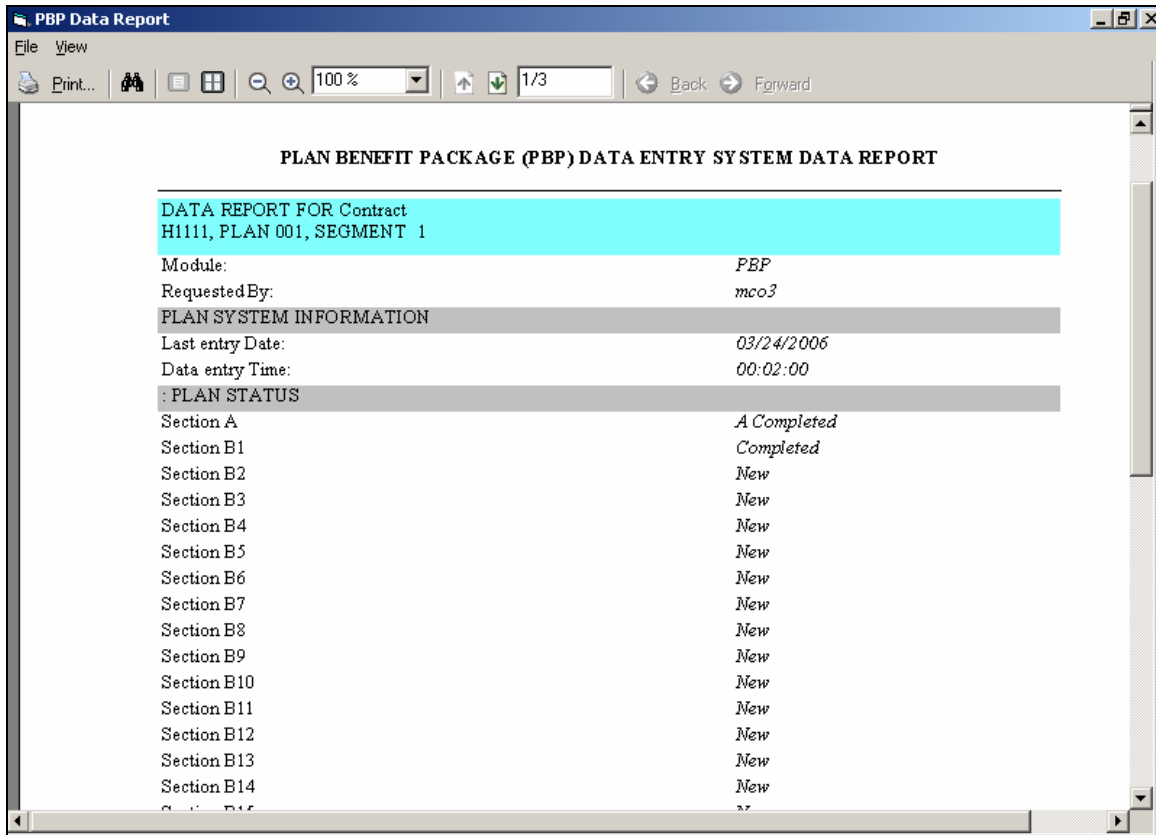 PBP Data Report
File View
Print... 100 % 1/3 Back Forward
PLAN BENEFIT PACKAGE (PBP) DATA ENTRY SYSTEM DATA REPORT
DATA REPORT FOR Contract
H1111, PLAN 001, SEGMENT 1
Module: PBP
Requested By: mco3
PLAN SYSTEM INFORMATION
Last entry Date: 03/24/2006
Data entry Time: 00:02:00
: PLAN STATUS
Section A A Completed
Section B1 Completed
Section B2 New
Section B3 New
Section B4 New
Section B5 New
Section B6 New
Section B7 New
Section B8 New
Section B9 New
Section B10 New
Section B11 New
Section B12 New
Section B13 New
Section B14 New